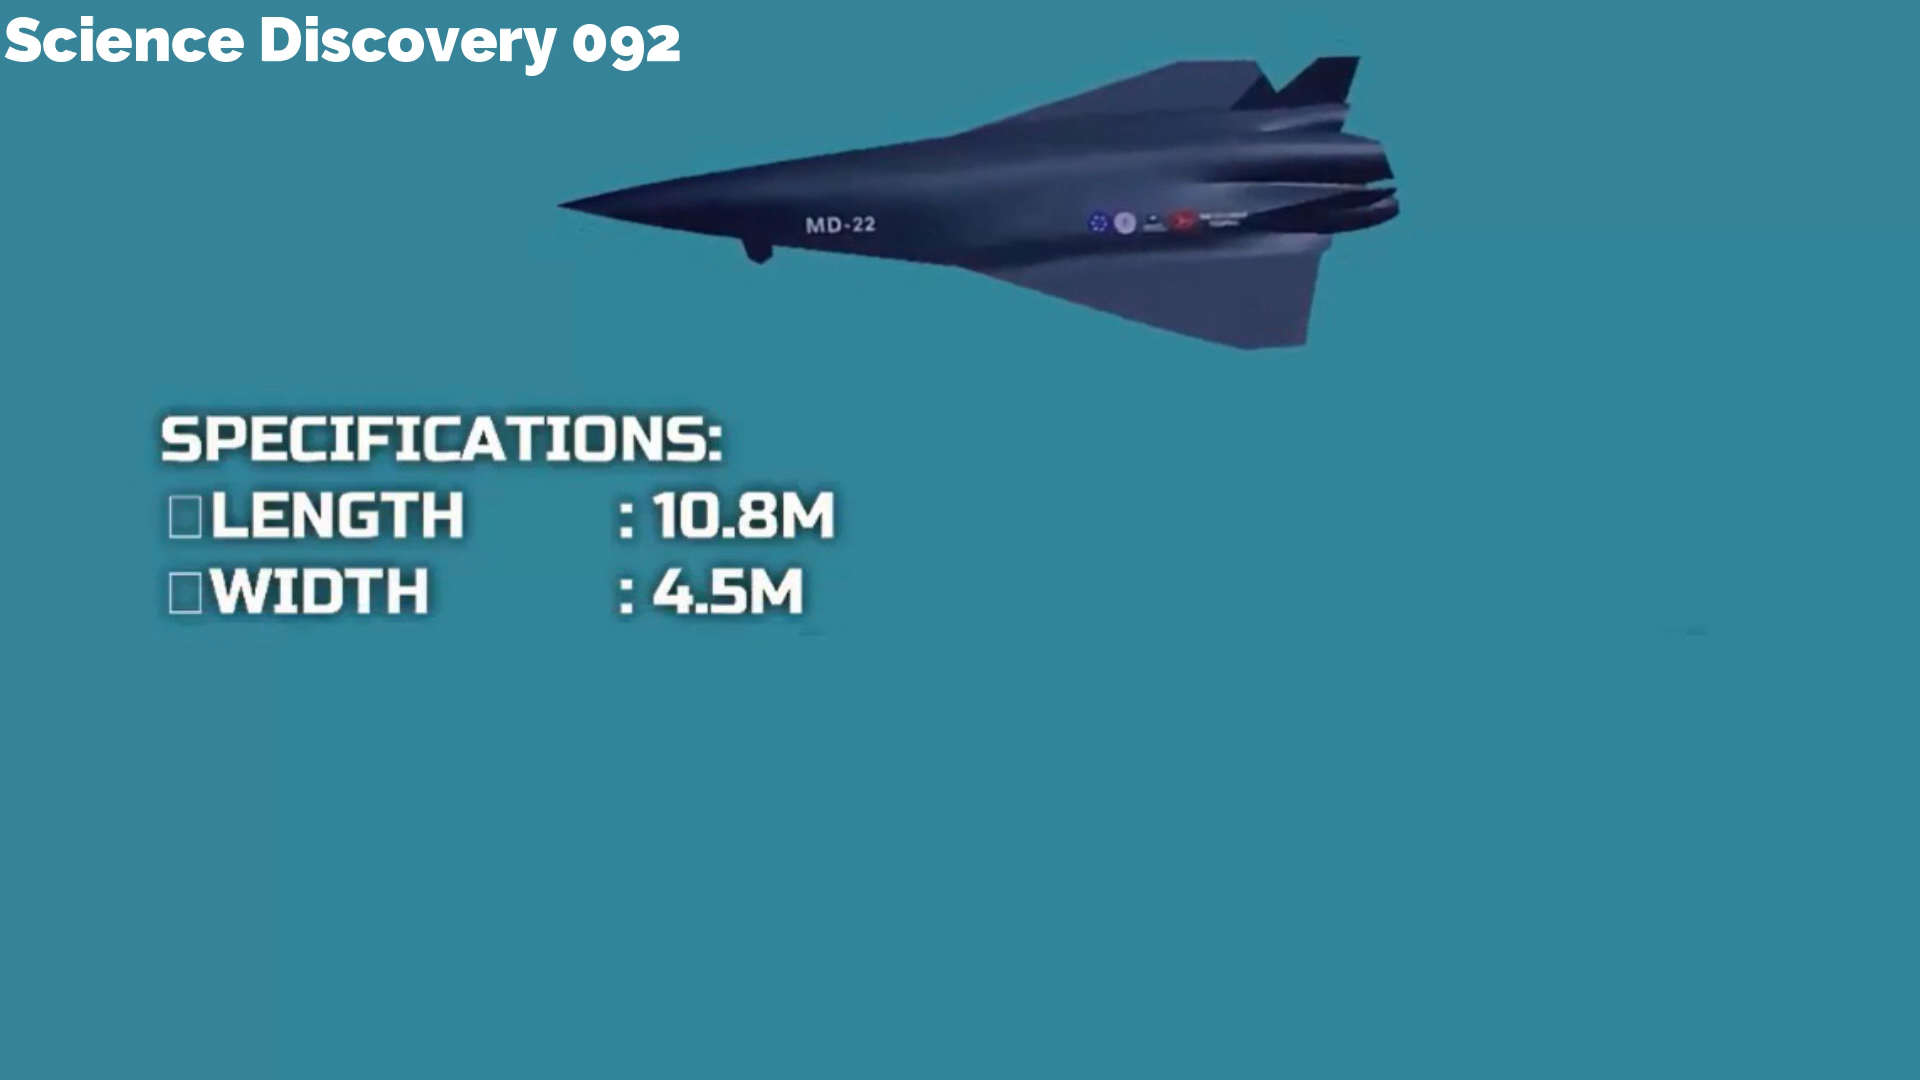 Science Discovery 092
MD-22
SPECIFICATIONS:
LENGTH : 10.8M
WIDTH : 4.5M